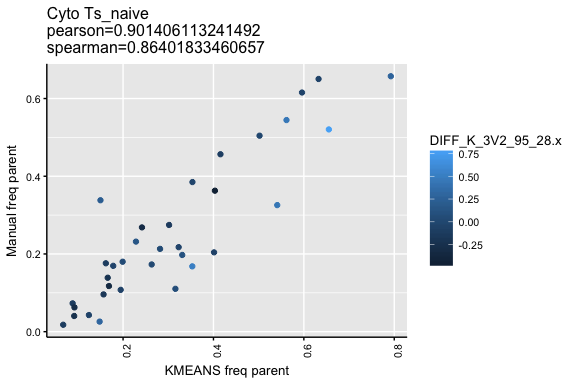 Cyto Ts_naive
pearson=0.901406113241492
spearman=0.86401833460657
Manual freq parent
0.6
0.4
0.2
0.0
0.2
0.4
0.6
0.8
KMEANS freq parent
DIFF_K_3V2_95_28.x
0.75
0.50
0.25
0.00
-0.25